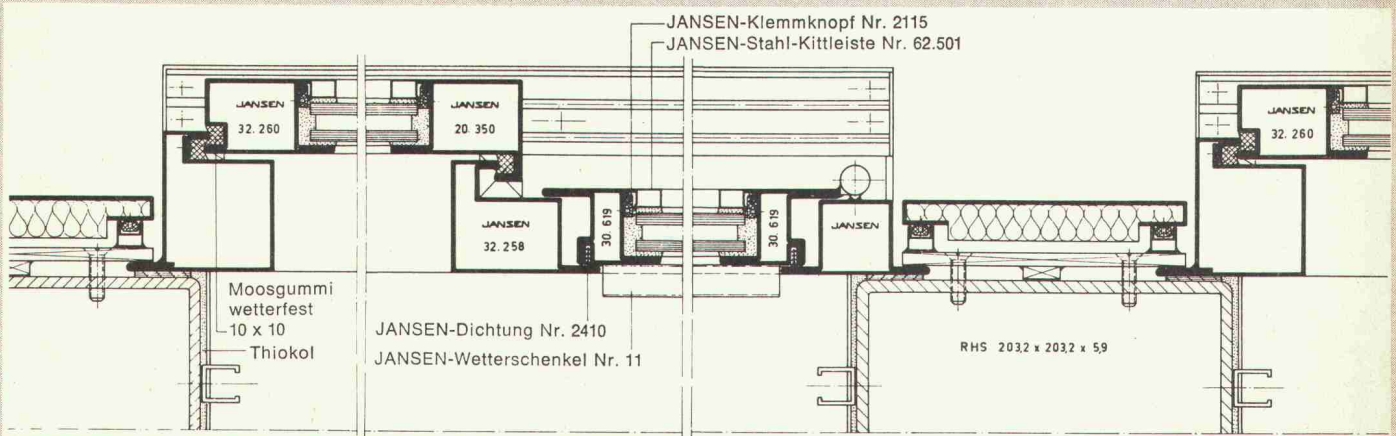 JANSEN-Klemmknopf Nr. 2115
JANSEN-Stahl-Kittleiste Nr. 62.501
JANSEN
32. 260
JANSEN
20. 350
JANSEN
32. 260
JANSEN
32. 258
30. 619
30. 619
JANSEN
Moosgummi
wetterfest
10 x 10
Thiokol
JANSEN-Dichtung Nr. 2410
JANSEN-Wetterschenkel Nr. 11
RHS 203,2 x 203,2 x 5,9